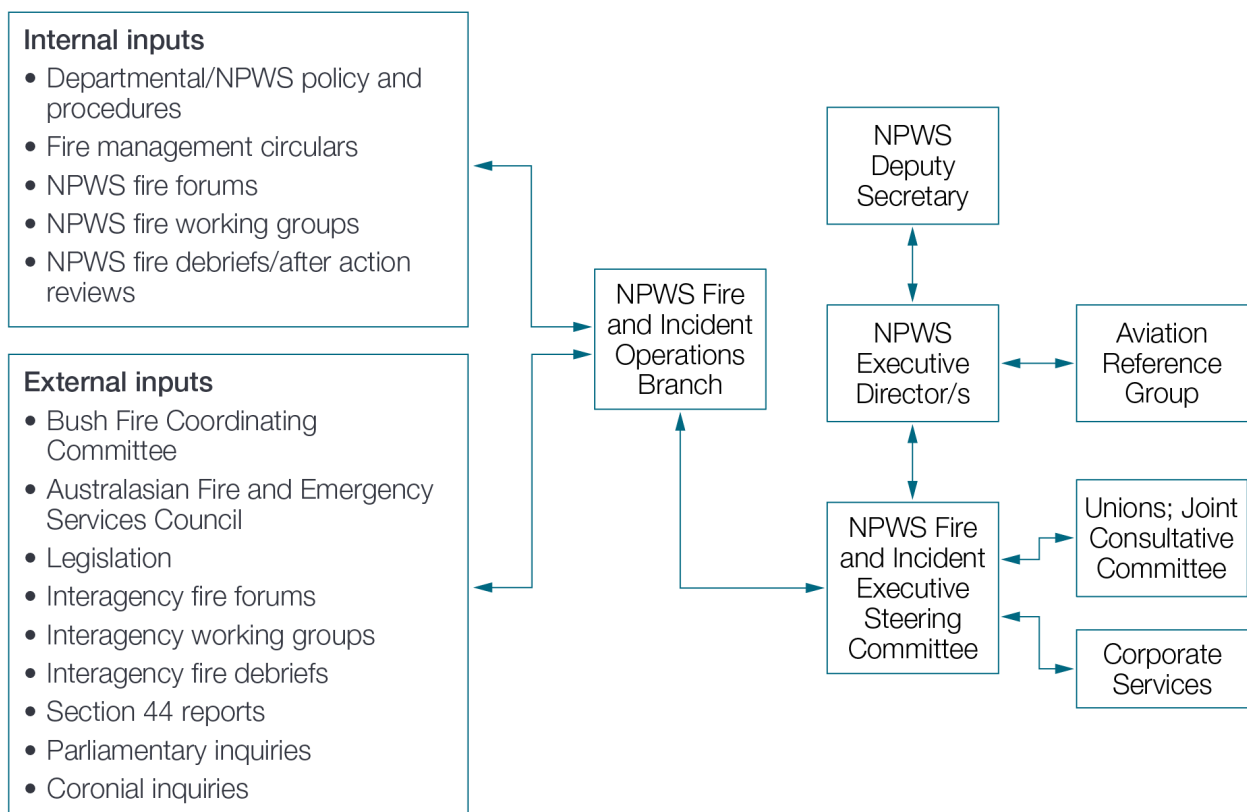 Internal inputs
• Departmental/NPWS policy and
procedures
• Fire management circulars
• NPWS fire forums
• NPWS fire working groups
• NPWS fire debriefs/after action
reviews
External inputs
• Bush Fire Coordinating
Committee
• Australasian Fire and Emergency
Services Council
• Legislation
• Interagency fire forums
• Interagency working groups
• Interagency fire debriefs
• Section 44 reports
• Parliamentary inquiries
• Coronial inquiries
NPWS Fire
and Incident
Operations
Branch
NPWS
Deputy
Secretary
NPWS
Executive
Director/s
Aviation
Reference
Group
NPWS Fire
and Incident
Executive
Steering
Committee
Unions; Joint
Consultative
Committee
Corporate
Services